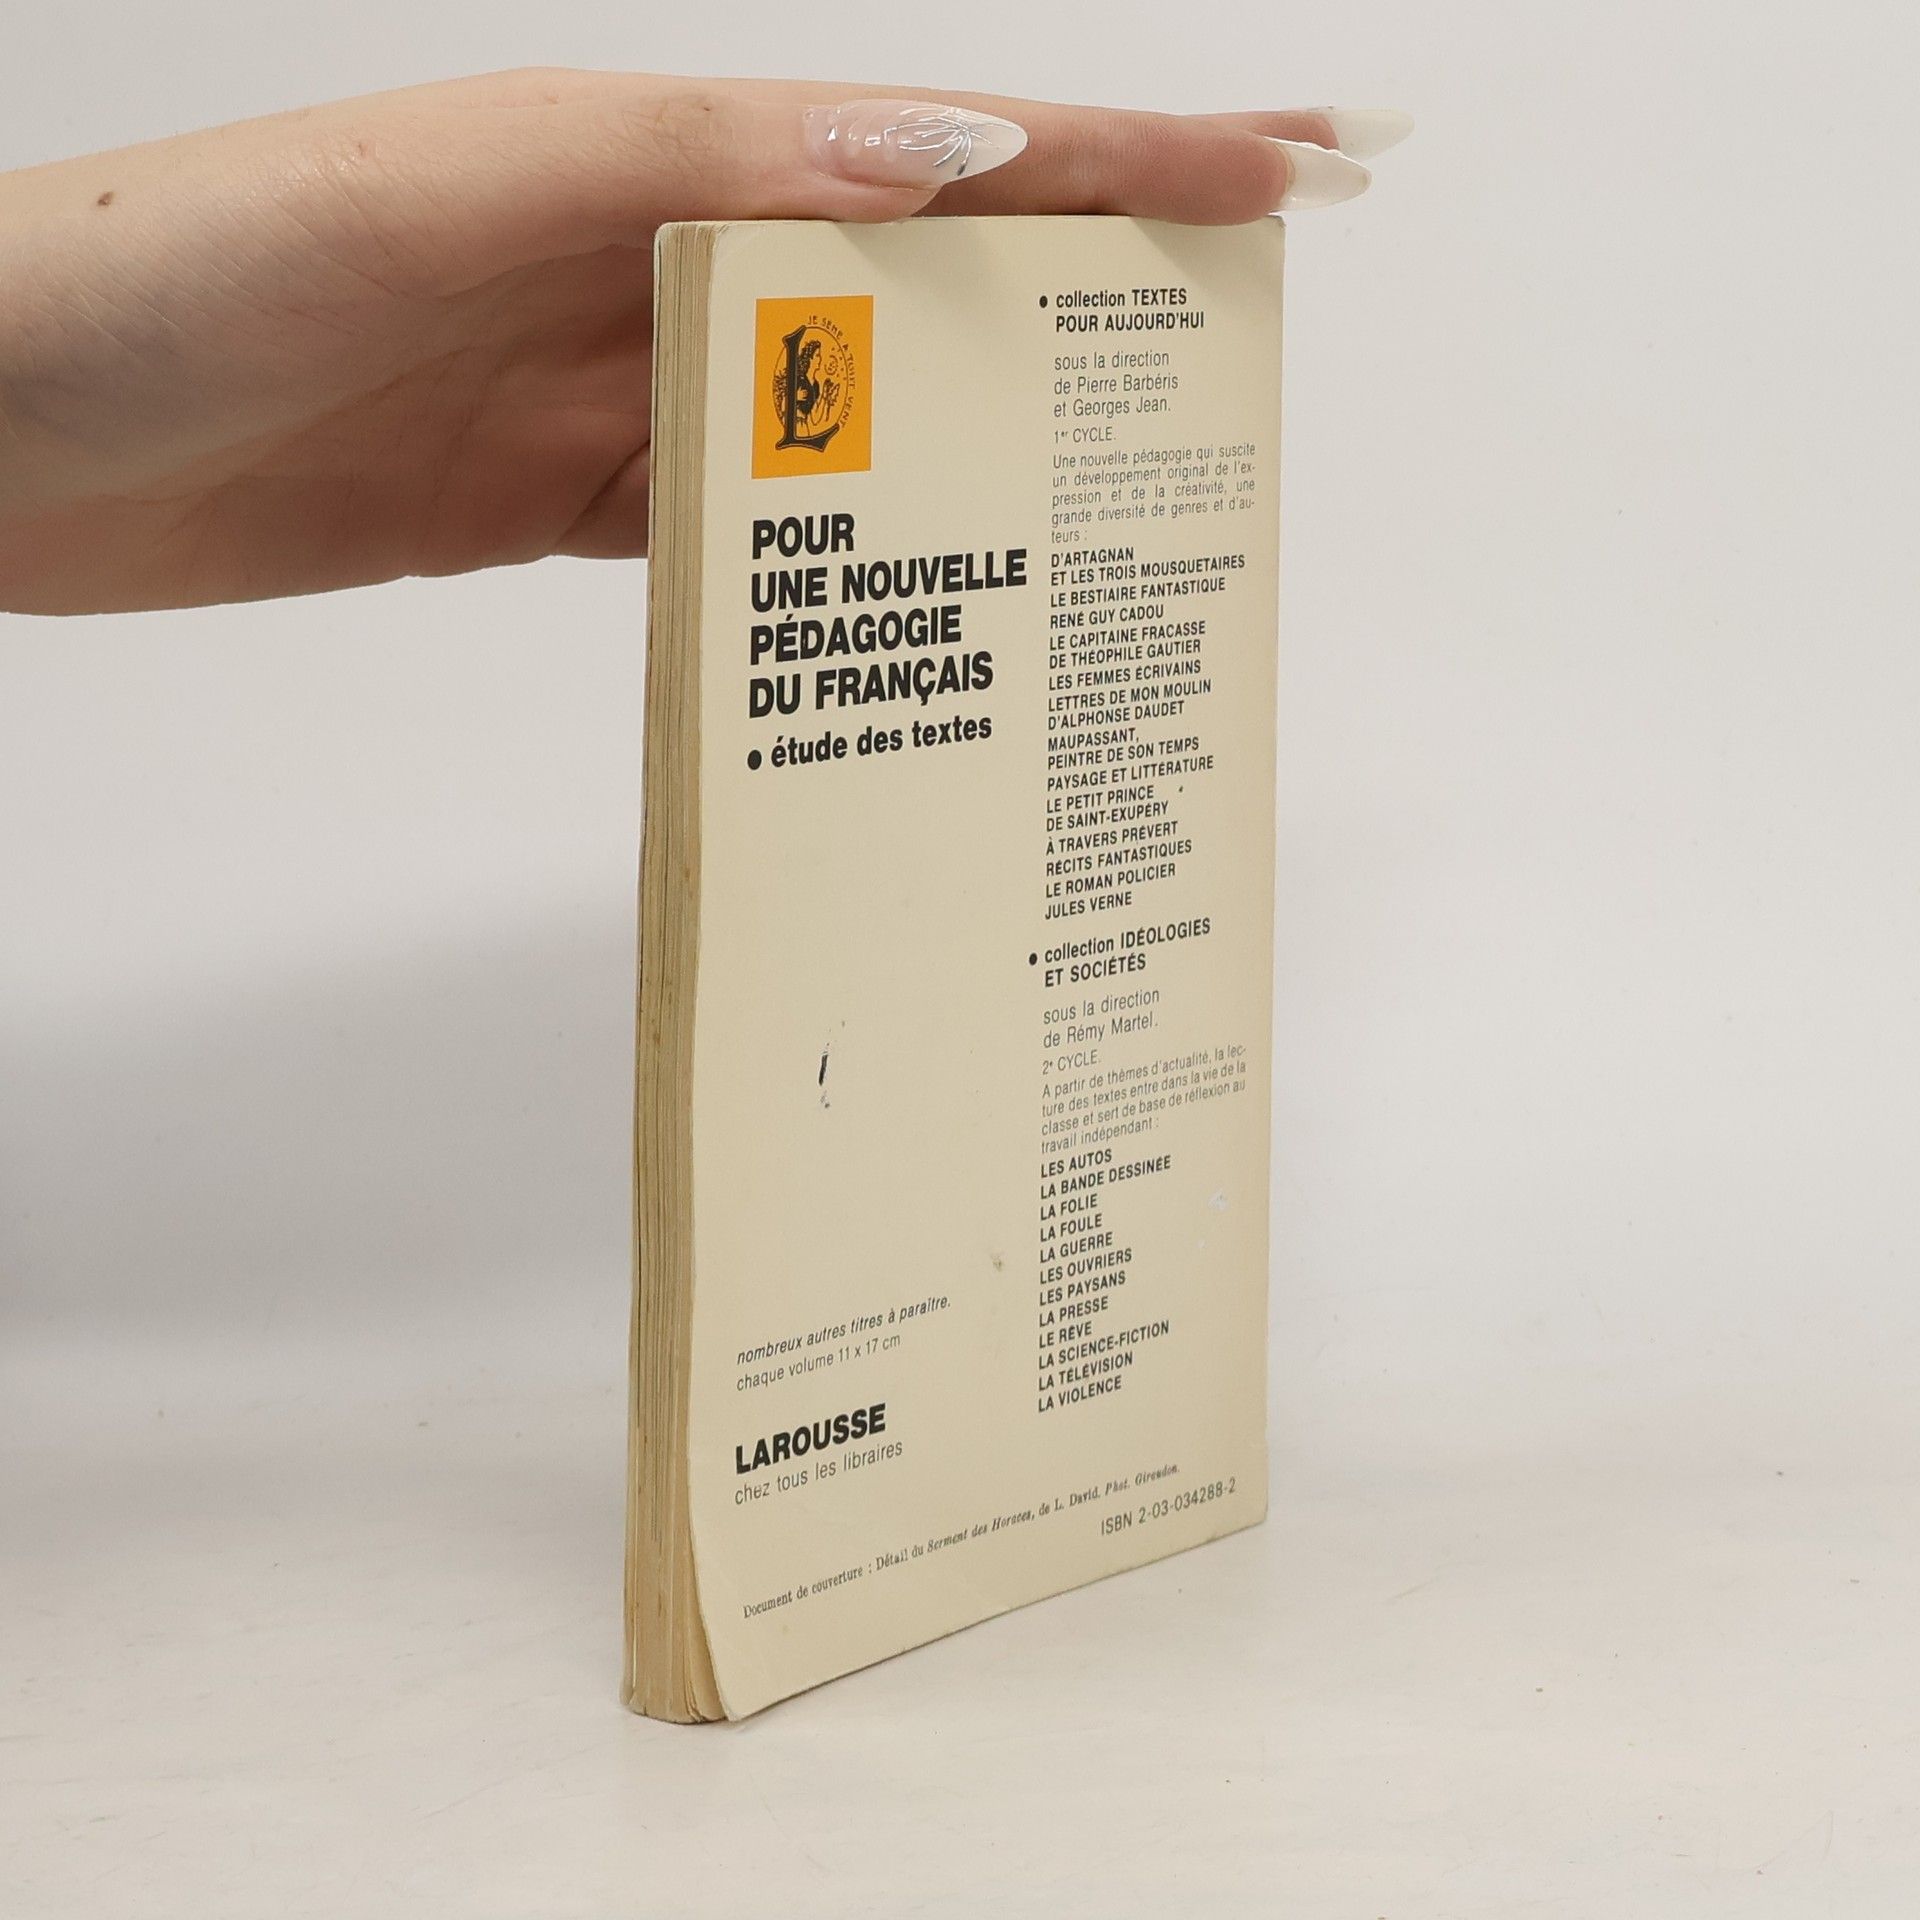 JE SÈME À TOUT VENT
POUR
UNE NOUVELLE
PÉDAGOGIE
DU FRANÇAIS
• étude des textes
nombreux autres titres à paraître.
chaque volume 11 x 17 cm
LAROUSSE
chez tous les libraires
• collection TEXTES
POUR AUJOURD'HUI
sous la direction
de Pierre Barbéris
et Georges Jean.
1er CYCLE.
Une nouvelle pédagogie qui suscite
un développement original de l'ex-
pression et de la créativité, une
grande diversité de genres et d'au-
teurs :
D'ARTAGNAN
ET LES TROIS MOUSQUETAIRES
LE BESTIAIRE FANTASTIQUE
RENÉ GUY CADOU
LE CAPITAINE FRACASSE
DE THÉOPHILE GAUTIER
LES FEMMES ÉCRIVAINS
LETTRES DE MON MOULIN
D'ALPHONSE DAUDET
MAUPASSANT,
PEINTRE DE SON TEMPS
PAYSAGE ET LITTÉRATURE
LE PETIT PRINCE
DE SAINT-EXUPÉRY
À TRAVERS PRÉVERT
RÉCITS FANTASTIQUES
LE ROMAN POLICIER
JULES VERNE
• collection IDÉOLOGIES
ET SOCIÉTÉS
sous la direction
de Rémy Martel.
2e CYCLE.
A partir de thèmes d'actualité, la lec-
ture des textes entre dans la vie de la
classe et sert de base de réflexion au
travail indépendant :
LES AUTOS
LA BANDE DESSINÉE
LA FOLIE
LA FOULE
LA GUERRE
LES OUVRIERS
LES PAYSANS
LA PRESSE
LE RÊVE
LA SCIENCE-FICTION
LA TÉLÉVISION
LA VIOLENCE
Document de couverture : Détail du Serment des Horaces, de L. David. Phot. Giraudon.
ISBN 2-03-034288-2